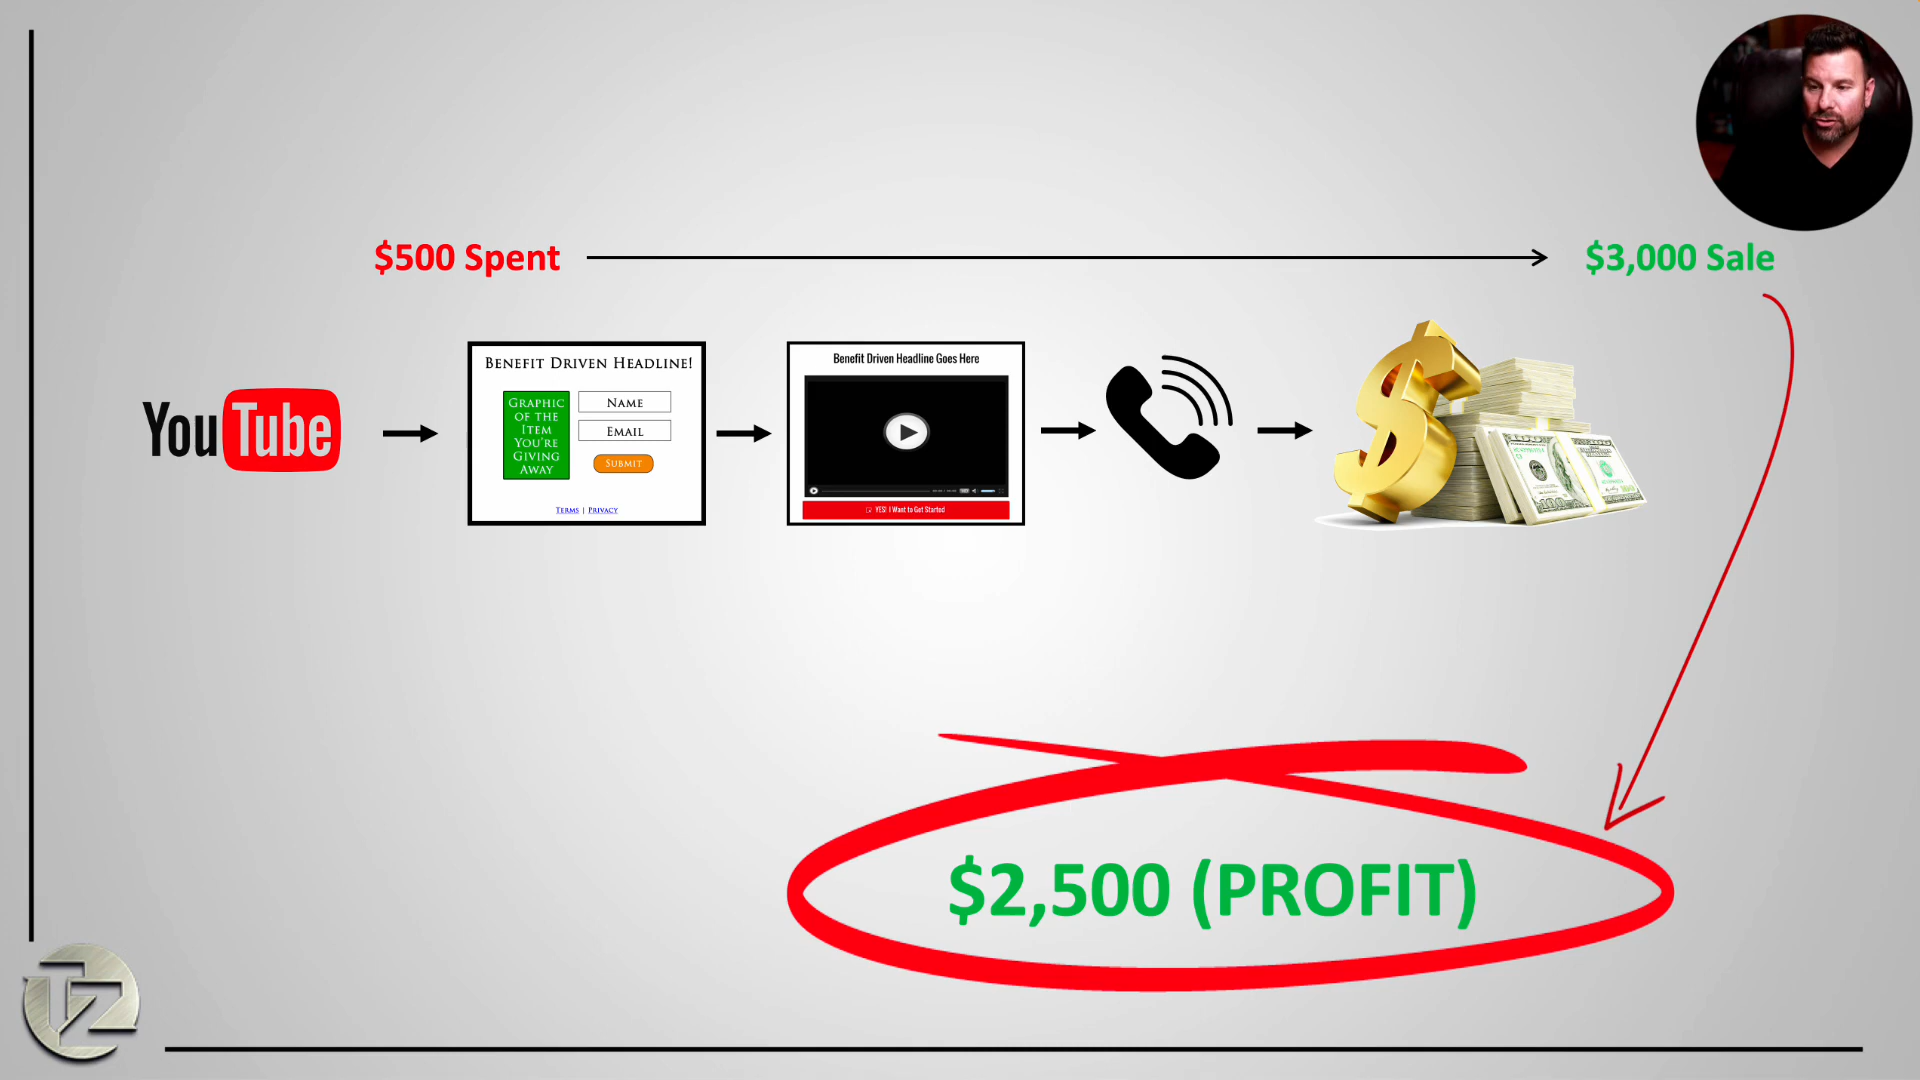 $500 Spent
$3,000 Sale
YouTube
BENEFIT DRIVEN HEADLINE!
GRAPHIC
OF THE
ITEM
YOU'RE
GIVING
AWAY
NAME
EMAIL
SUBMIT
TERMS | PRIVACY
Benefit Driven Headline Goes Here
YES! I Want to Get Started
$2,500 (PROFIT)